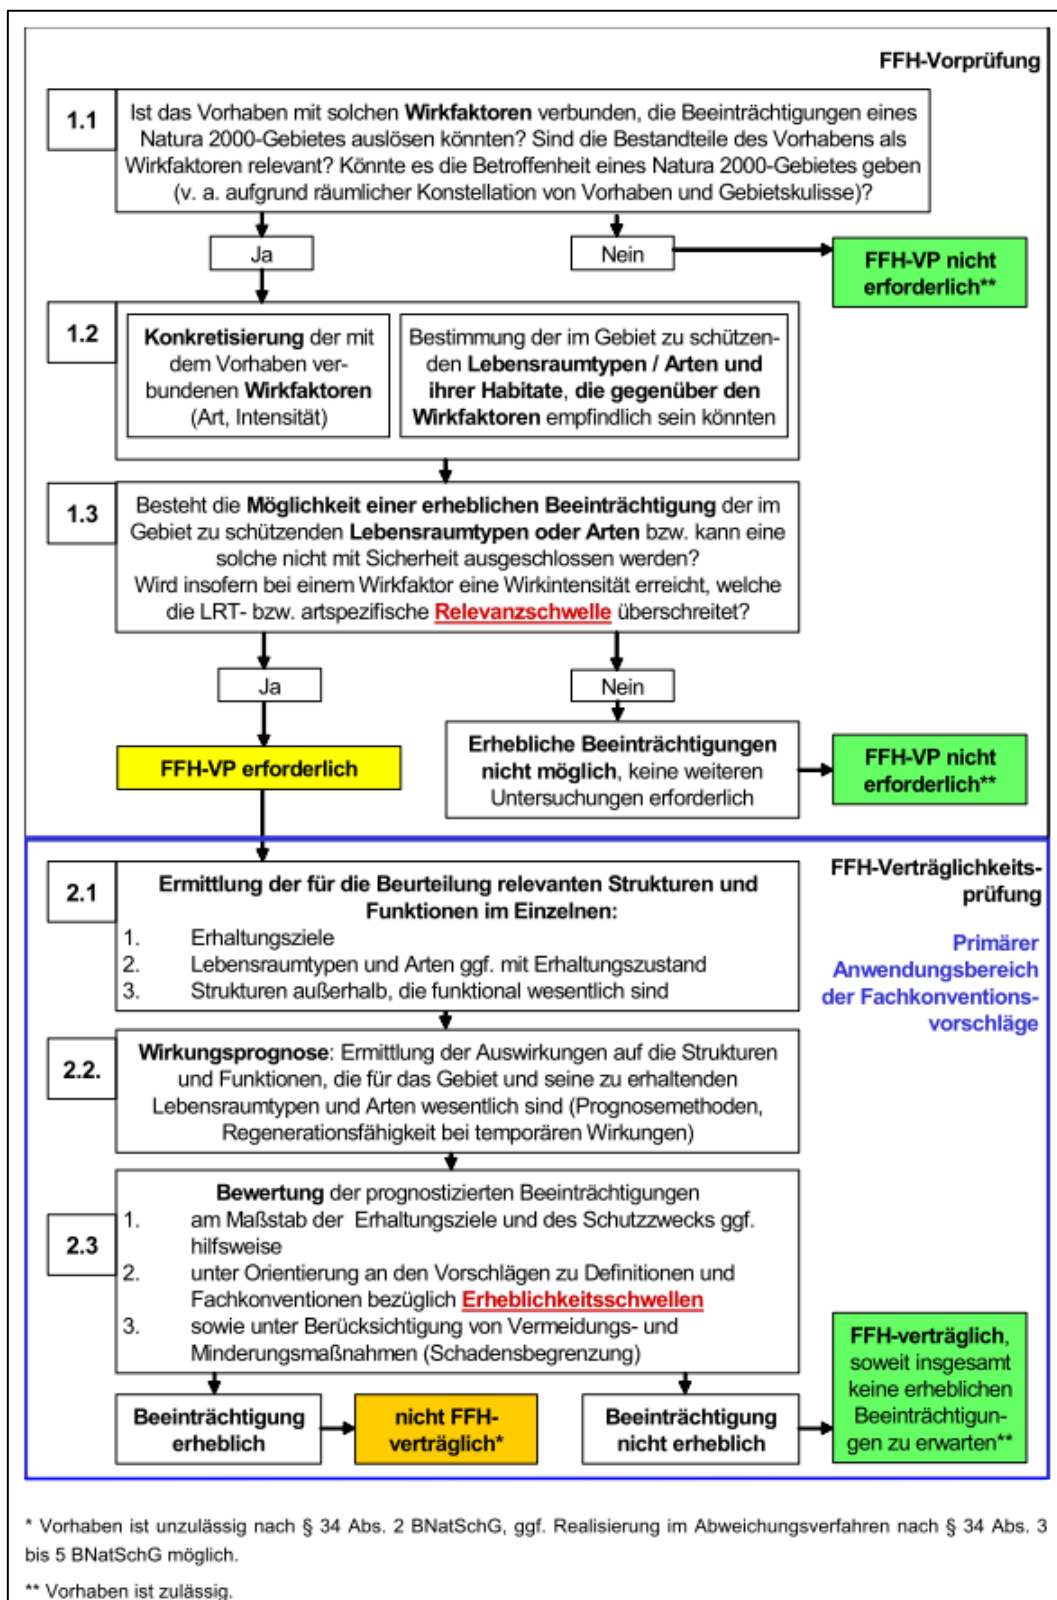 FFH-Vorprüfung
1.1
Ist das Vorhaben mit solchen Wirkfaktoren verbunden, die Beeinträchtigungen eines
Natura 2000-Gebietes auslösen könnten? Sind die Bestandteile des Vorhabens als
Wirkfaktoren relevant? Könnte es die Betroffenheit eines Natura 2000-Gebietes geben
(v. a. aufgrund räumlicher Konstellation von Vorhaben und Gebietskulisse)?
Ja
Nein
FFH-VP nicht
erforderlich**
1.2
Konkretisierung der mit
dem Vorhaben ver-
bundenen Wirkfaktoren
(Art, Intensität)
Bestimmung der im Gebiet zu schützen-
den Lebensraumtypen / Arten und
ihrer Habitate, die gegenüber den
Wirkfaktoren empfindlich sein könnten
1.3
Besteht die Möglichkeit einer erheblichen Beeinträchtigung der im
Gebiet zu schützenden Lebensraumtypen oder Arten bzw. kann eine
solche nicht mit Sicherheit ausgeschlossen werden?
Wird insofern bei einem Wirkfaktor eine Wirkintensität erreicht, welche
die LRT- bzw. artspezifische Relevanzschwelle überschreitet?
Ja
Nein
FFH-VP erforderlich
Erhebliche Beeinträchtigungen
nicht möglich, keine weiteren
Untersuchungen erforderlich
FFH-VP nicht
erforderlich**
FFH-Verträglichkeits-
prüfung
Primärer
Anwendungsbereich
der Fachkonventions-
vorschläge
2.1
Ermittlung der für die Beurteilung relevanten Strukturen und
Funktionen im Einzelnen:
1. Erhaltungsziele
2. Lebensraumtypen und Arten ggf. mit Erhaltungszustand
3. Strukturen außerhalb, die funktional wesentlich sind
2.2.
Wirkungsprognose: Ermittlung der Auswirkungen auf die Strukturen
und Funktionen, die für das Gebiet und seine zu erhaltenden
Lebensraumtypen und Arten wesentlich sind (Prognosemethoden,
Regenerationsfähigkeit bei temporären Wirkungen)
2.3
Bewertung der prognostizierten Beeinträchtigungen
1. am Maßstab der Erhaltungsziele und des Schutzzwecks ggf.
hilfsweise
2. unter Orientierung an den Vorschlägen zu Definitionen und
Fachkonventionen bezüglich Erheblichkeitsschwellen
3. sowie unter Berücksichtigung von Vermeidungs- und
Minderungsmaßnahmen (Schadensbegrenzung)
Beeinträchtigung
erheblich
nicht FFH-
verträglich*
Beeinträchtigung
nicht erheblich
FFH-verträglich,
soweit insgesamt
keine erheblichen
Beeinträchtigun-
gen zu erwarten**
* Vorhaben ist unzulässig nach § 34 Abs. 2 BNatSchG, ggf. Realisierung im Abweichungsverfahren nach § 34 Abs. 3
bis 5 BNatSchG möglich.
** Vorhaben ist zulässig.